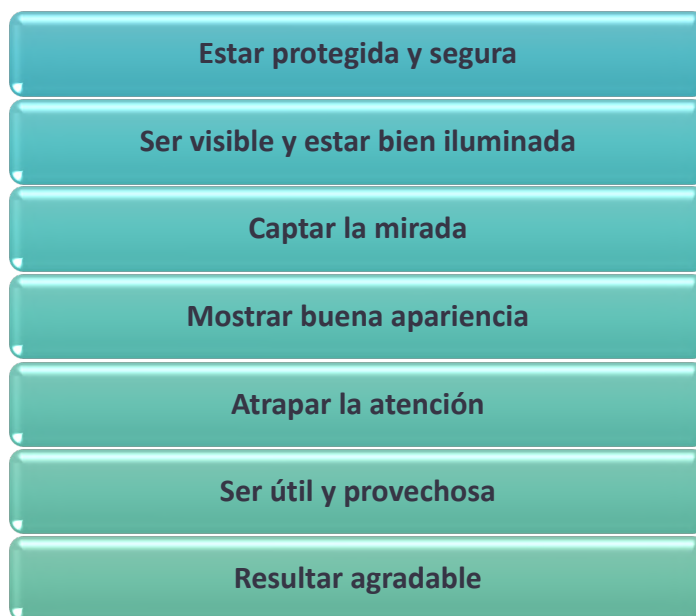 Estar protegida y segura
Ser visible y estar bien iluminada
Captar la mirada
Mostrar buena apariencia
Atrapar la atención
Ser útil y provechosa
Resultar agradable